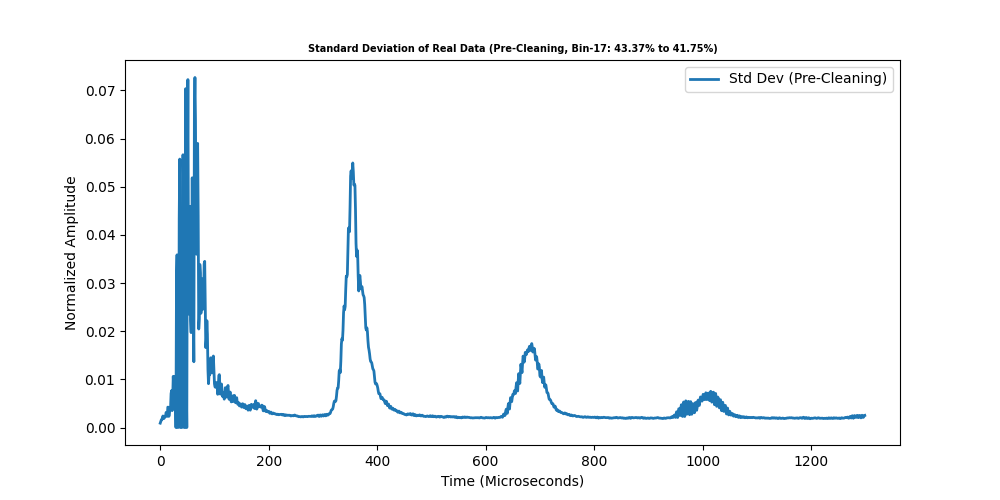 Standard Deviation of Real Data (Pre-Cleaning, Bin-17: 43.37% to 41.75%)
Std Dev (Pre-Cleaning)
Normalized Amplitude
0.07
0.06
0.05
0.04
0.03
0.02
0.01
0.00
0 200 400 600 800 1000 1200
Time (Microseconds)